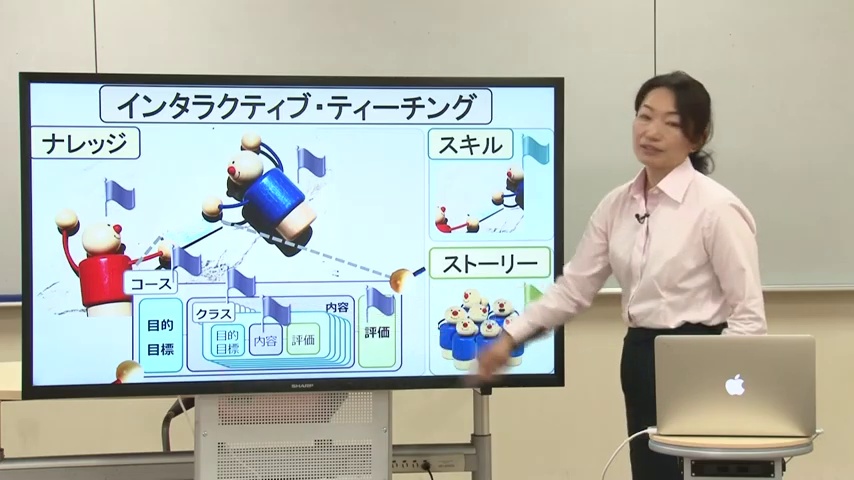 インタラクティブ・ティーチング
ナレッジ
スキル
ストーリー
コース
目的
目標
クラス
内容
目的
目標
内容
評価
評価
SHARP